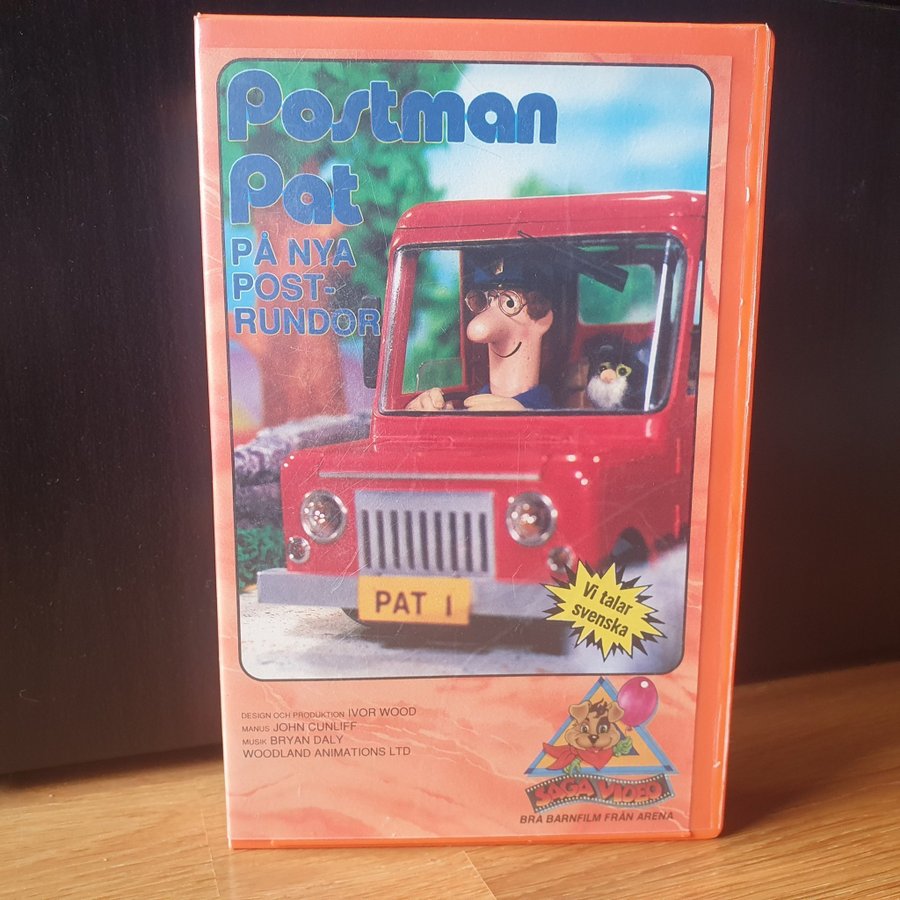 Postman
Pat
PÅ NYA
POST-
RUNDOR
PAT 1
Vi talar
svenska
DESIGN OCH PRODUKTION IVOR WOOD
MANUS JOHN CUNLIFF
MUSIK BRYAN DALY
WOODLAND ANIMATIONS LTD
SAGA VIDEO
BRA BARNFILM FRÅN ARENA